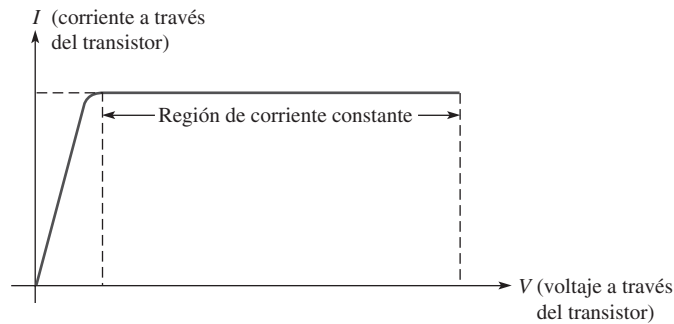 I (corriente a través
del transistor)
Región de corriente constante
V (voltaje a través
del transistor)